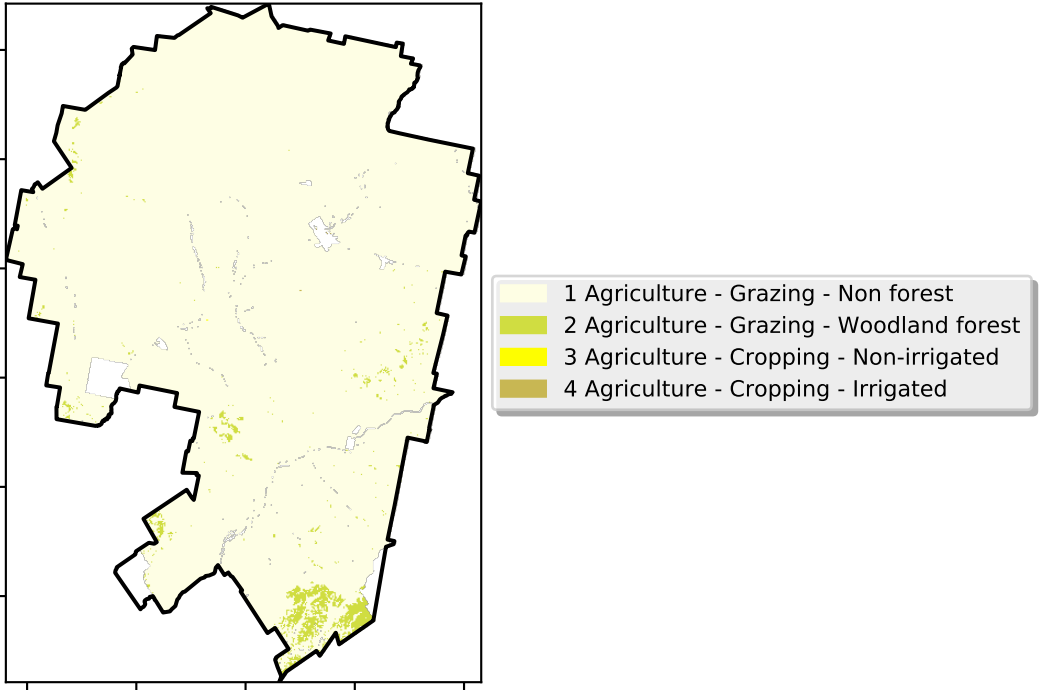 1 Agriculture - Grazing - Non forest
2 Agriculture - Grazing - Woodland forest
3 Agriculture - Cropping - Non-irrigated
4 Agriculture - Cropping - Irrigated